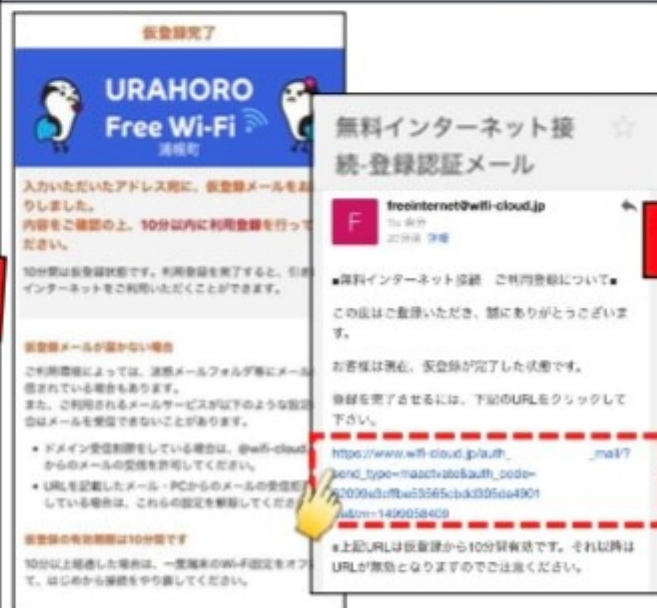 仮登録完了
URAHORO
Free Wi-Fi
浦幌町
入力いただいたアドレス宛に、仮登録メールをお
りしました。
内容をご確認の上、10分以内に利用登録を行って
ださい。
10分間は仮登録状態です。利用登録を完了すると、引き
インターネットをご利用いただくことができます。
仮登録メールが届かない場合
ご利用環境によっては、迷惑メールフォルダ等にメール
信されている場合もあります。
また、ご利用されるメールサービスが以下のような設定
合はメールを受信できないことがあります。
• ドメイン受信制限をしている場合は、@wifi-cloud.
からのメールの受信を許可してください。
• URLを記載したメール・PCからのメールの受信拒
している場合は、これらの設定を解除してくださ
仮登録の有効期限は10分間です
10分以上経過した場合は、一度端末のWi-Fi設定をオフ
て、はじめから接続をやり直してください。
無料インターネット接
続-登録認証メール
F
freeinternet@wifi-cloud.jp
To 自分
20分前 詳細
■無料インターネット接続 ご利用登録について■
この度はご登録いただき、誠にありがとうございま
す。
お客様は現在、仮登録が完了した状態です。
登録を完了させるには、下記のURLをクリックして
下さい。
https://www.wifi-cloud.jp/auth_ _mail/?
send_type=maactivate&auth_code=
=1499058409
※上記URLは仮登録から10分間有効です。それ以降は
URLが無効となりますのでご注意ください。